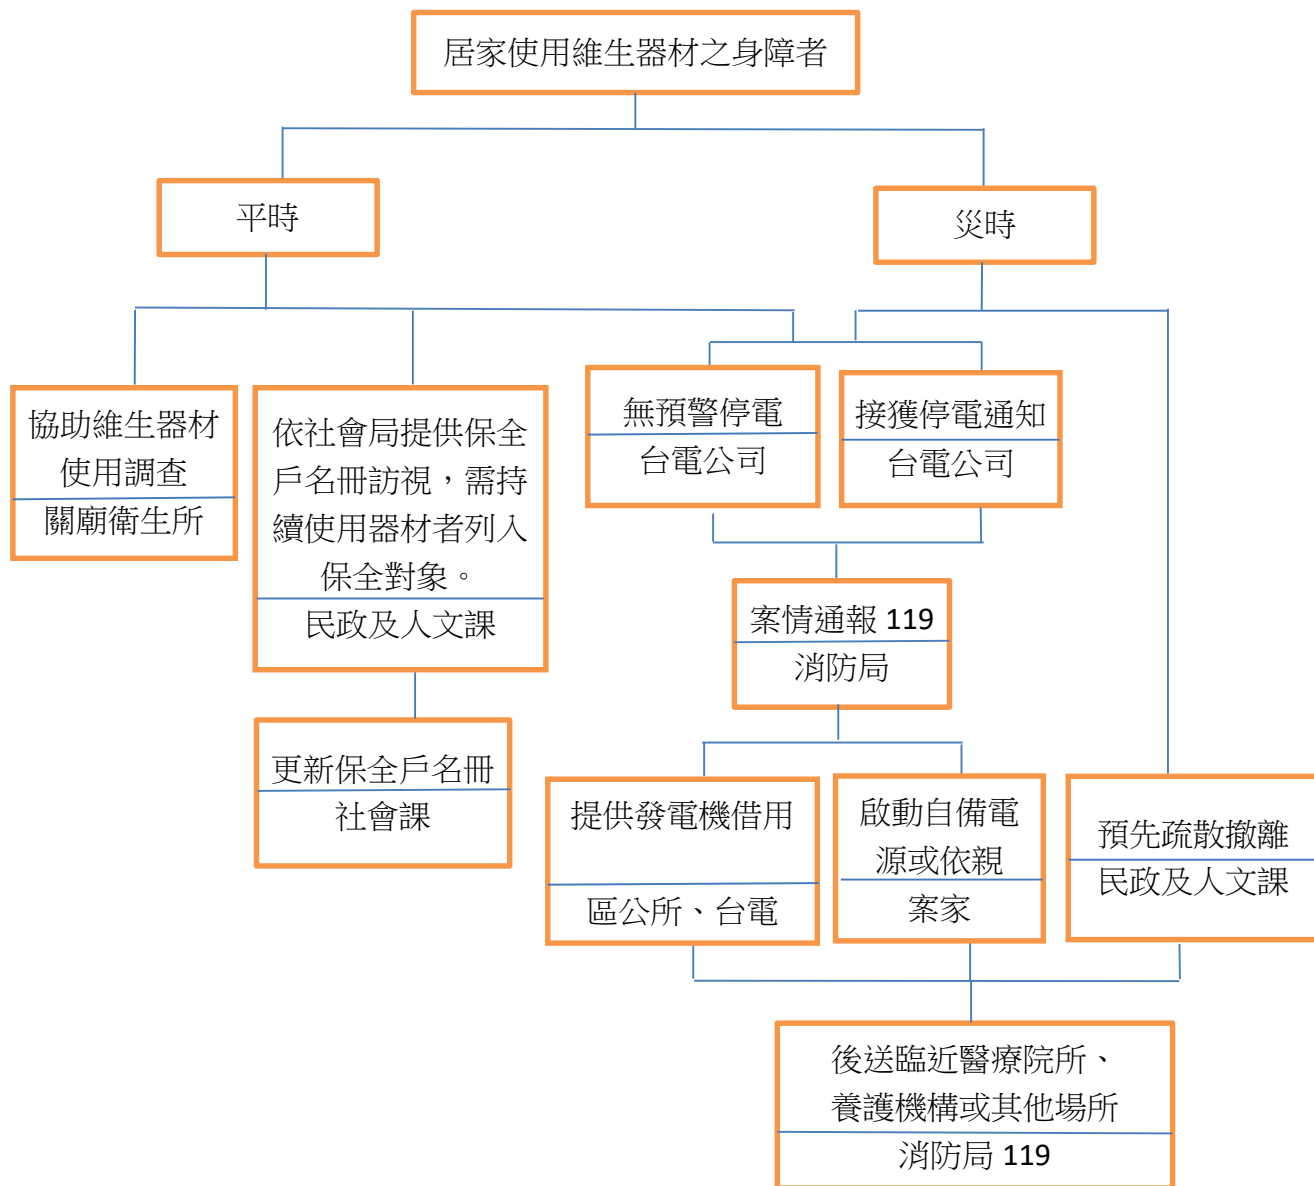 居家使用維生器材之身障者
平時
災時
協助維生器材
使用調查
關廟衛生所
依社會局提供保全
戶名冊訪視，需持
續使用器材者列入
保全對象。
民政及人文課
無預警停電
台電公司
接獲停電通知
台電公司
案情通報 119
消防局
更新保全戶名冊
社會課
提供發電機借用
區公所、台電
啟動自備電
源或依親
案家
預先疏散撤離
民政及人文課
後送臨近醫療院所、
養護機構或其他場所
消防局 119